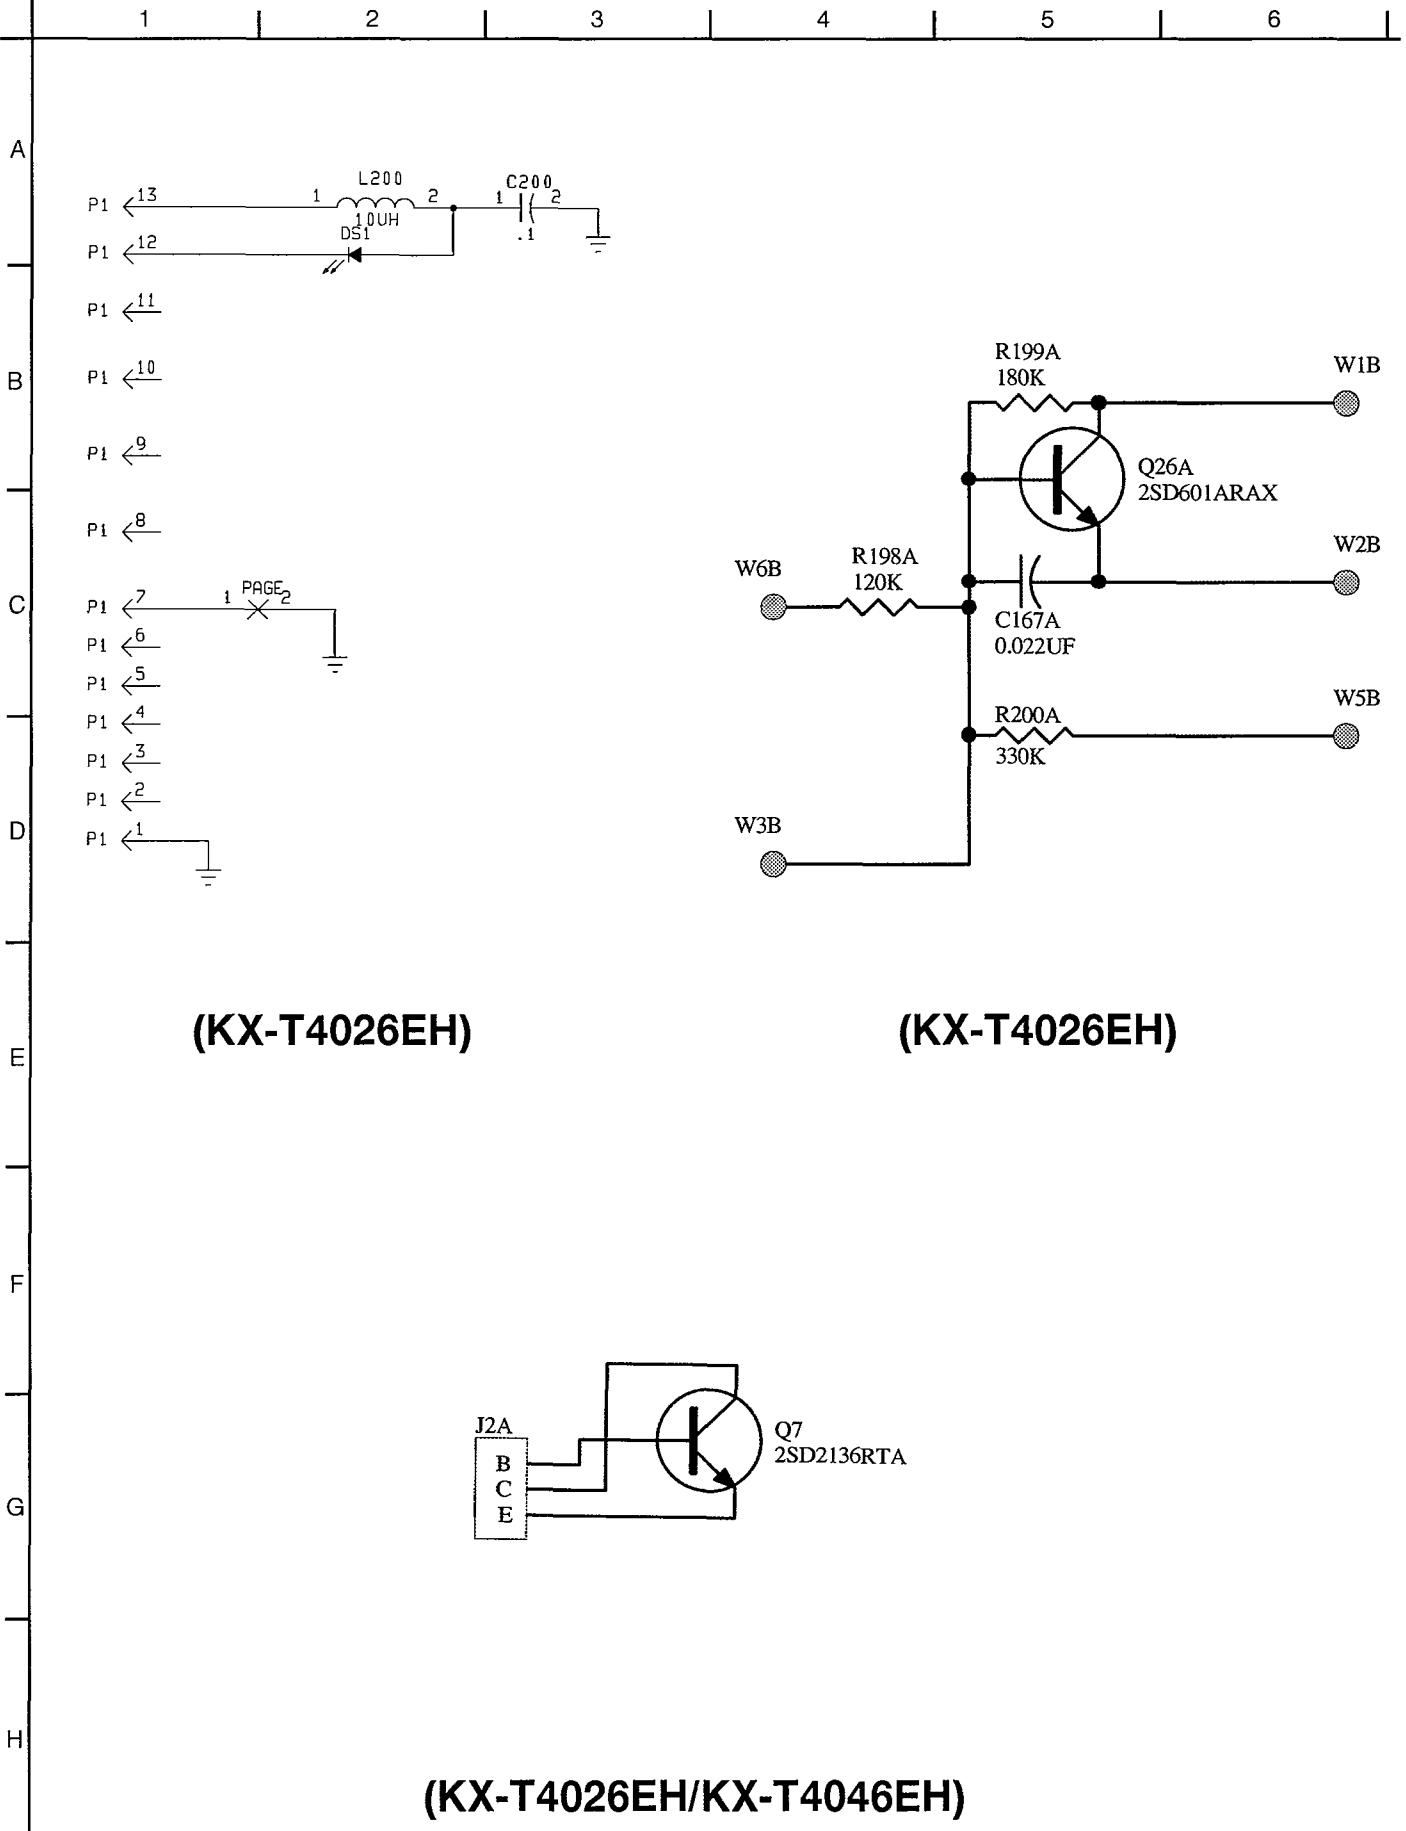 1 2 3 4 5 6
A
L200
C200
P1 13 1 2 1 2
10UH
.1
DS1
P1 12
P1 11
R199A
180K
W1B
B
P1 10
P1 9
Q26A
2SD601ARAX
P1 8
W6B
R198A
120K
W2B
C
P1 7 1 PAGE 2
C167A
0.022UF
P1 6
P1 5
W5B
P1 4
R200A
330K
P1 3
P1 2
W3B
D
P1 1
(KX-T4026EH) (KX-T4026EH)
E
F
J2A
Q7
2SD2136RTA
B
C
E
G
H
(KX-T4026EH/KX-T4046EH)